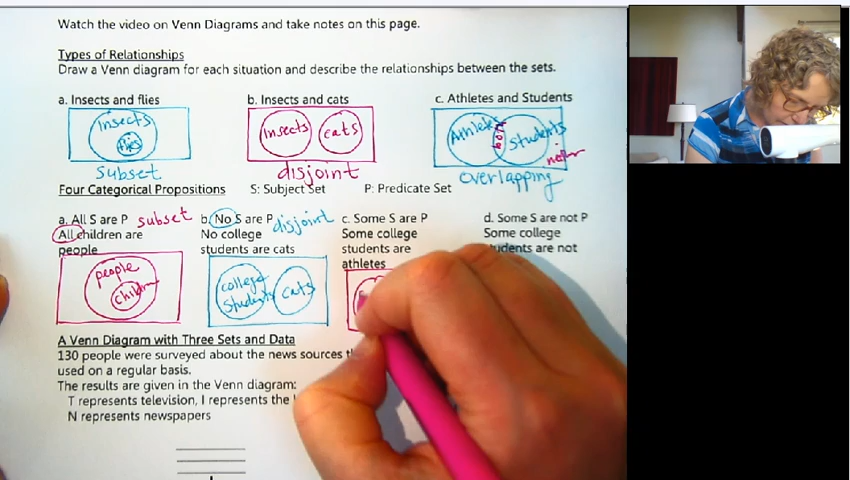 Watch the video on Venn Diagrams and take notes on this page.
Types of Relationships
Draw a Venn diagram for each situation and describe the relationships between the sets.
a. Insects and flies
b. Insects and cats
c. Athletes and Students
Insects
flies
Insects
cats
Athletes
both
Students
subset
disjoint
overlapping
Four Categorical Propositions S: Subject Set P: Predicate Set
a. All S are P subset
All children are
people
b. No S are P disjoint
No college
students are cats
c. Some S are P
Some college
students are
athletes
d. Some S are not P
Some college
students are not
people
children
college
students
cats
A Venn Diagram with Three Sets and Data
130 people were surveyed about the news sources
used on a regular basis.
The results are given in the Venn diagram:
T represents television, I represents the
N represents newspapers